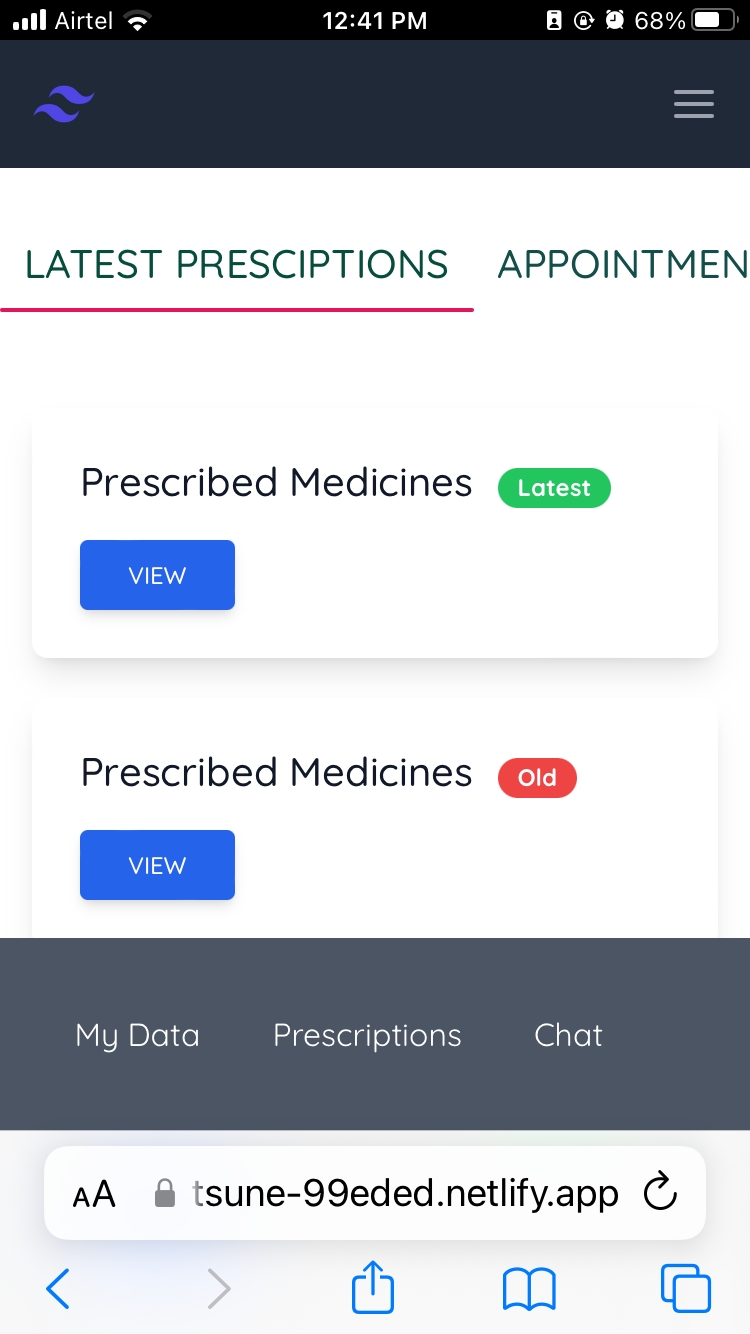 Airtel 12:41 PM 68%
LATEST PRESCIPTIONS APPOINTMEN
Prescribed Medicines Latest
VIEW
Prescribed Medicines Old
VIEW
My Data Prescriptions Chat
AA tsune-99eded.netlify.app